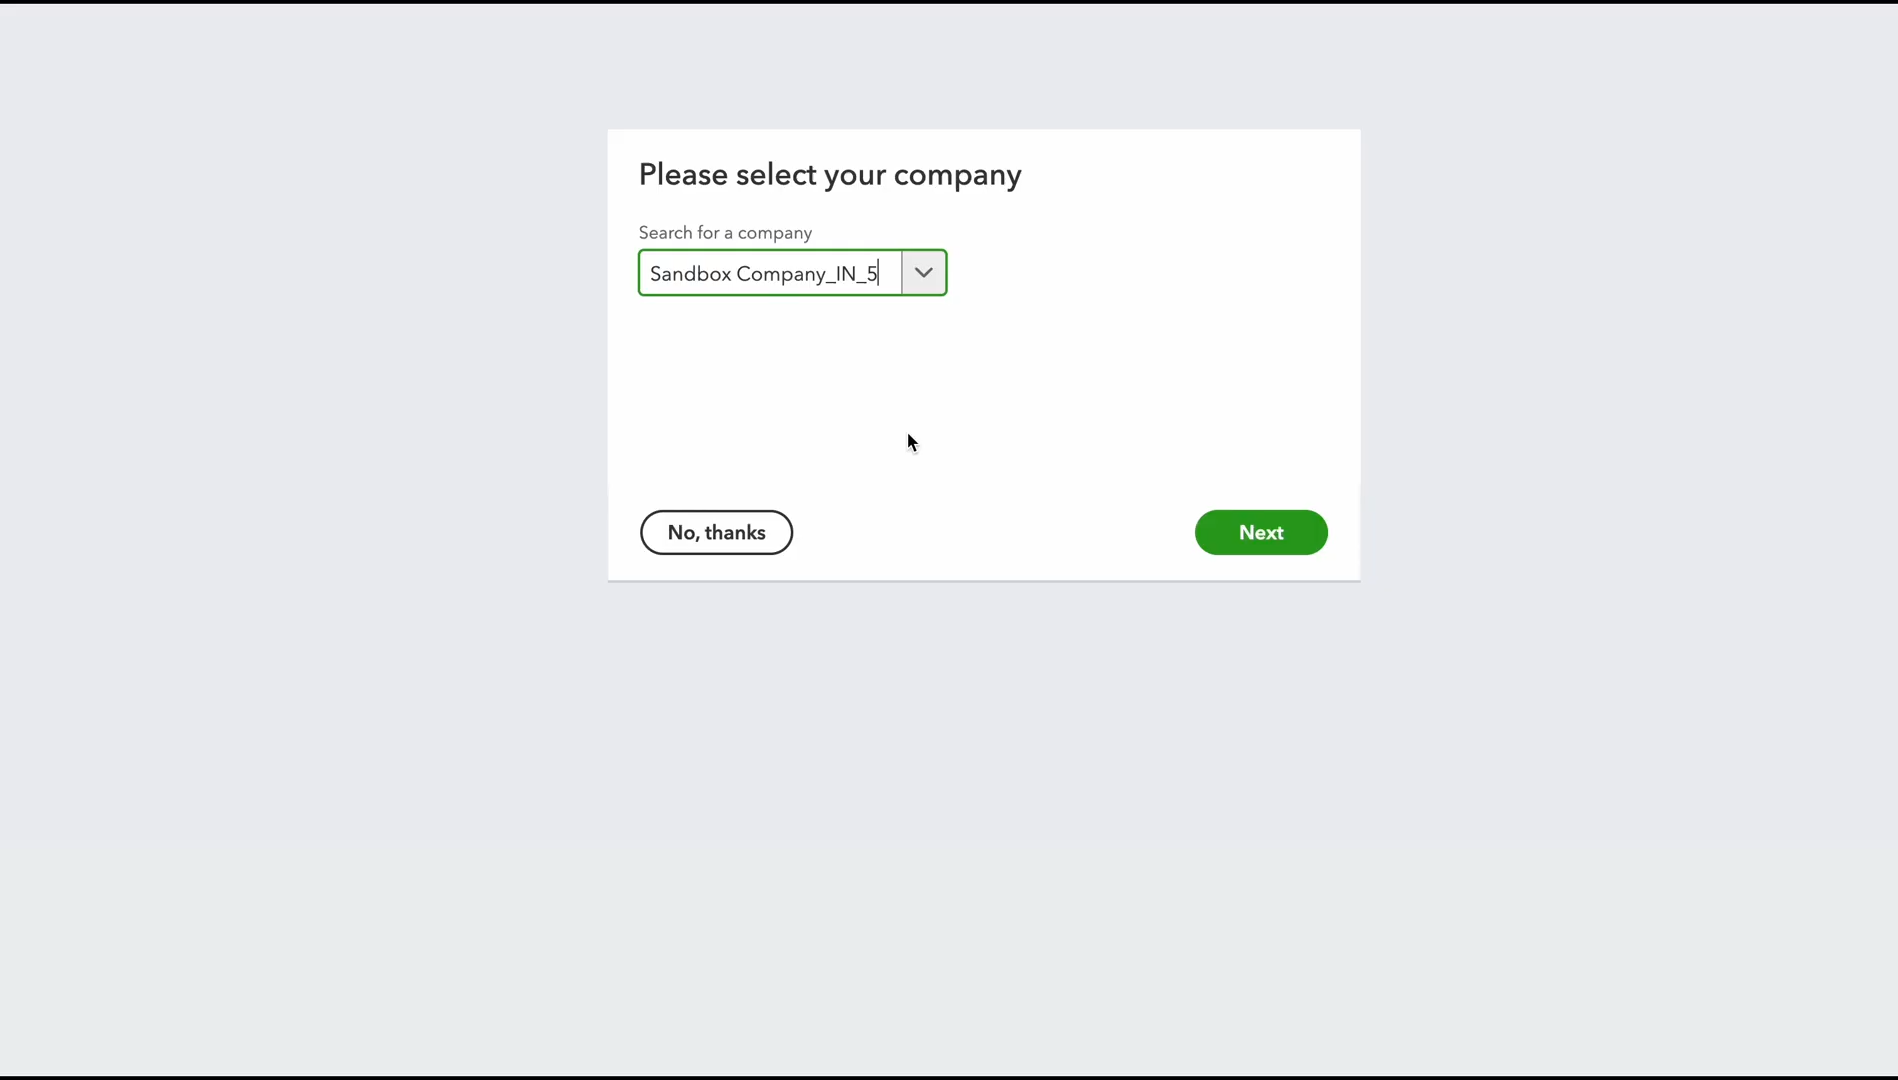 Please select your company
Search for a company
Sandbox Company_IN_5
No, thanks
Next